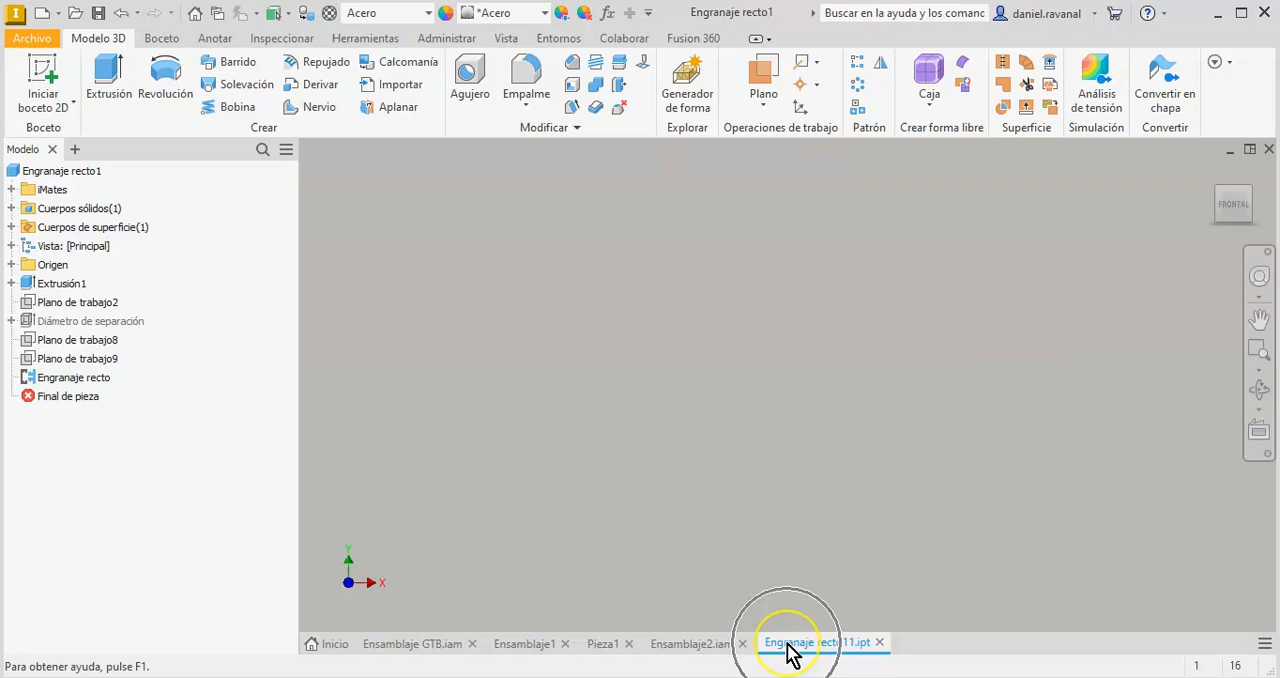 Acero
*Acero
Engranaje recto1
Buscar en la ayuda y los comanc
daniel.ravanal
Archivo
Modelo 3D
Boceto
Anotar
Inspeccionar
Herramientas
Administrar
Vista
Entornos
Colaborar
Fusion 360
Iniciar
boceto 2D
Extrusión
Revolución
Barrido
Solevación
Bobina
Repujado
Derivar
Nervio
Calcomanía
Importar
Aplanar
Agujero
Empalme
Generador
de forma
Plano
Caja
Análisis
de tensión
Convertir en
chapa
Boceto
Crear
Modificar
Explorar
Operaciones de trabajo
Patrón
Crear forma libre
Superficie
Simulación
Convertir
Modelo
Engranaje recto1
iMates
Cuerpos sólidos(1)
Cuerpos de superficie(1)
Vista: [Principal]
Origen
Extrusión1
Plano de trabajo2
Diámetro de separación
Plano de trabajo8
Plano de trabajo9
Engranaje recto
Final de pieza
FRONTAL
Y
X
Inicio
Ensamblaje GTB.iam
Ensamblaje1
Pieza1
Ensamblaje2.iam
Engranaje recto11.ipt
Para obtener ayuda, pulse F1.
1
16